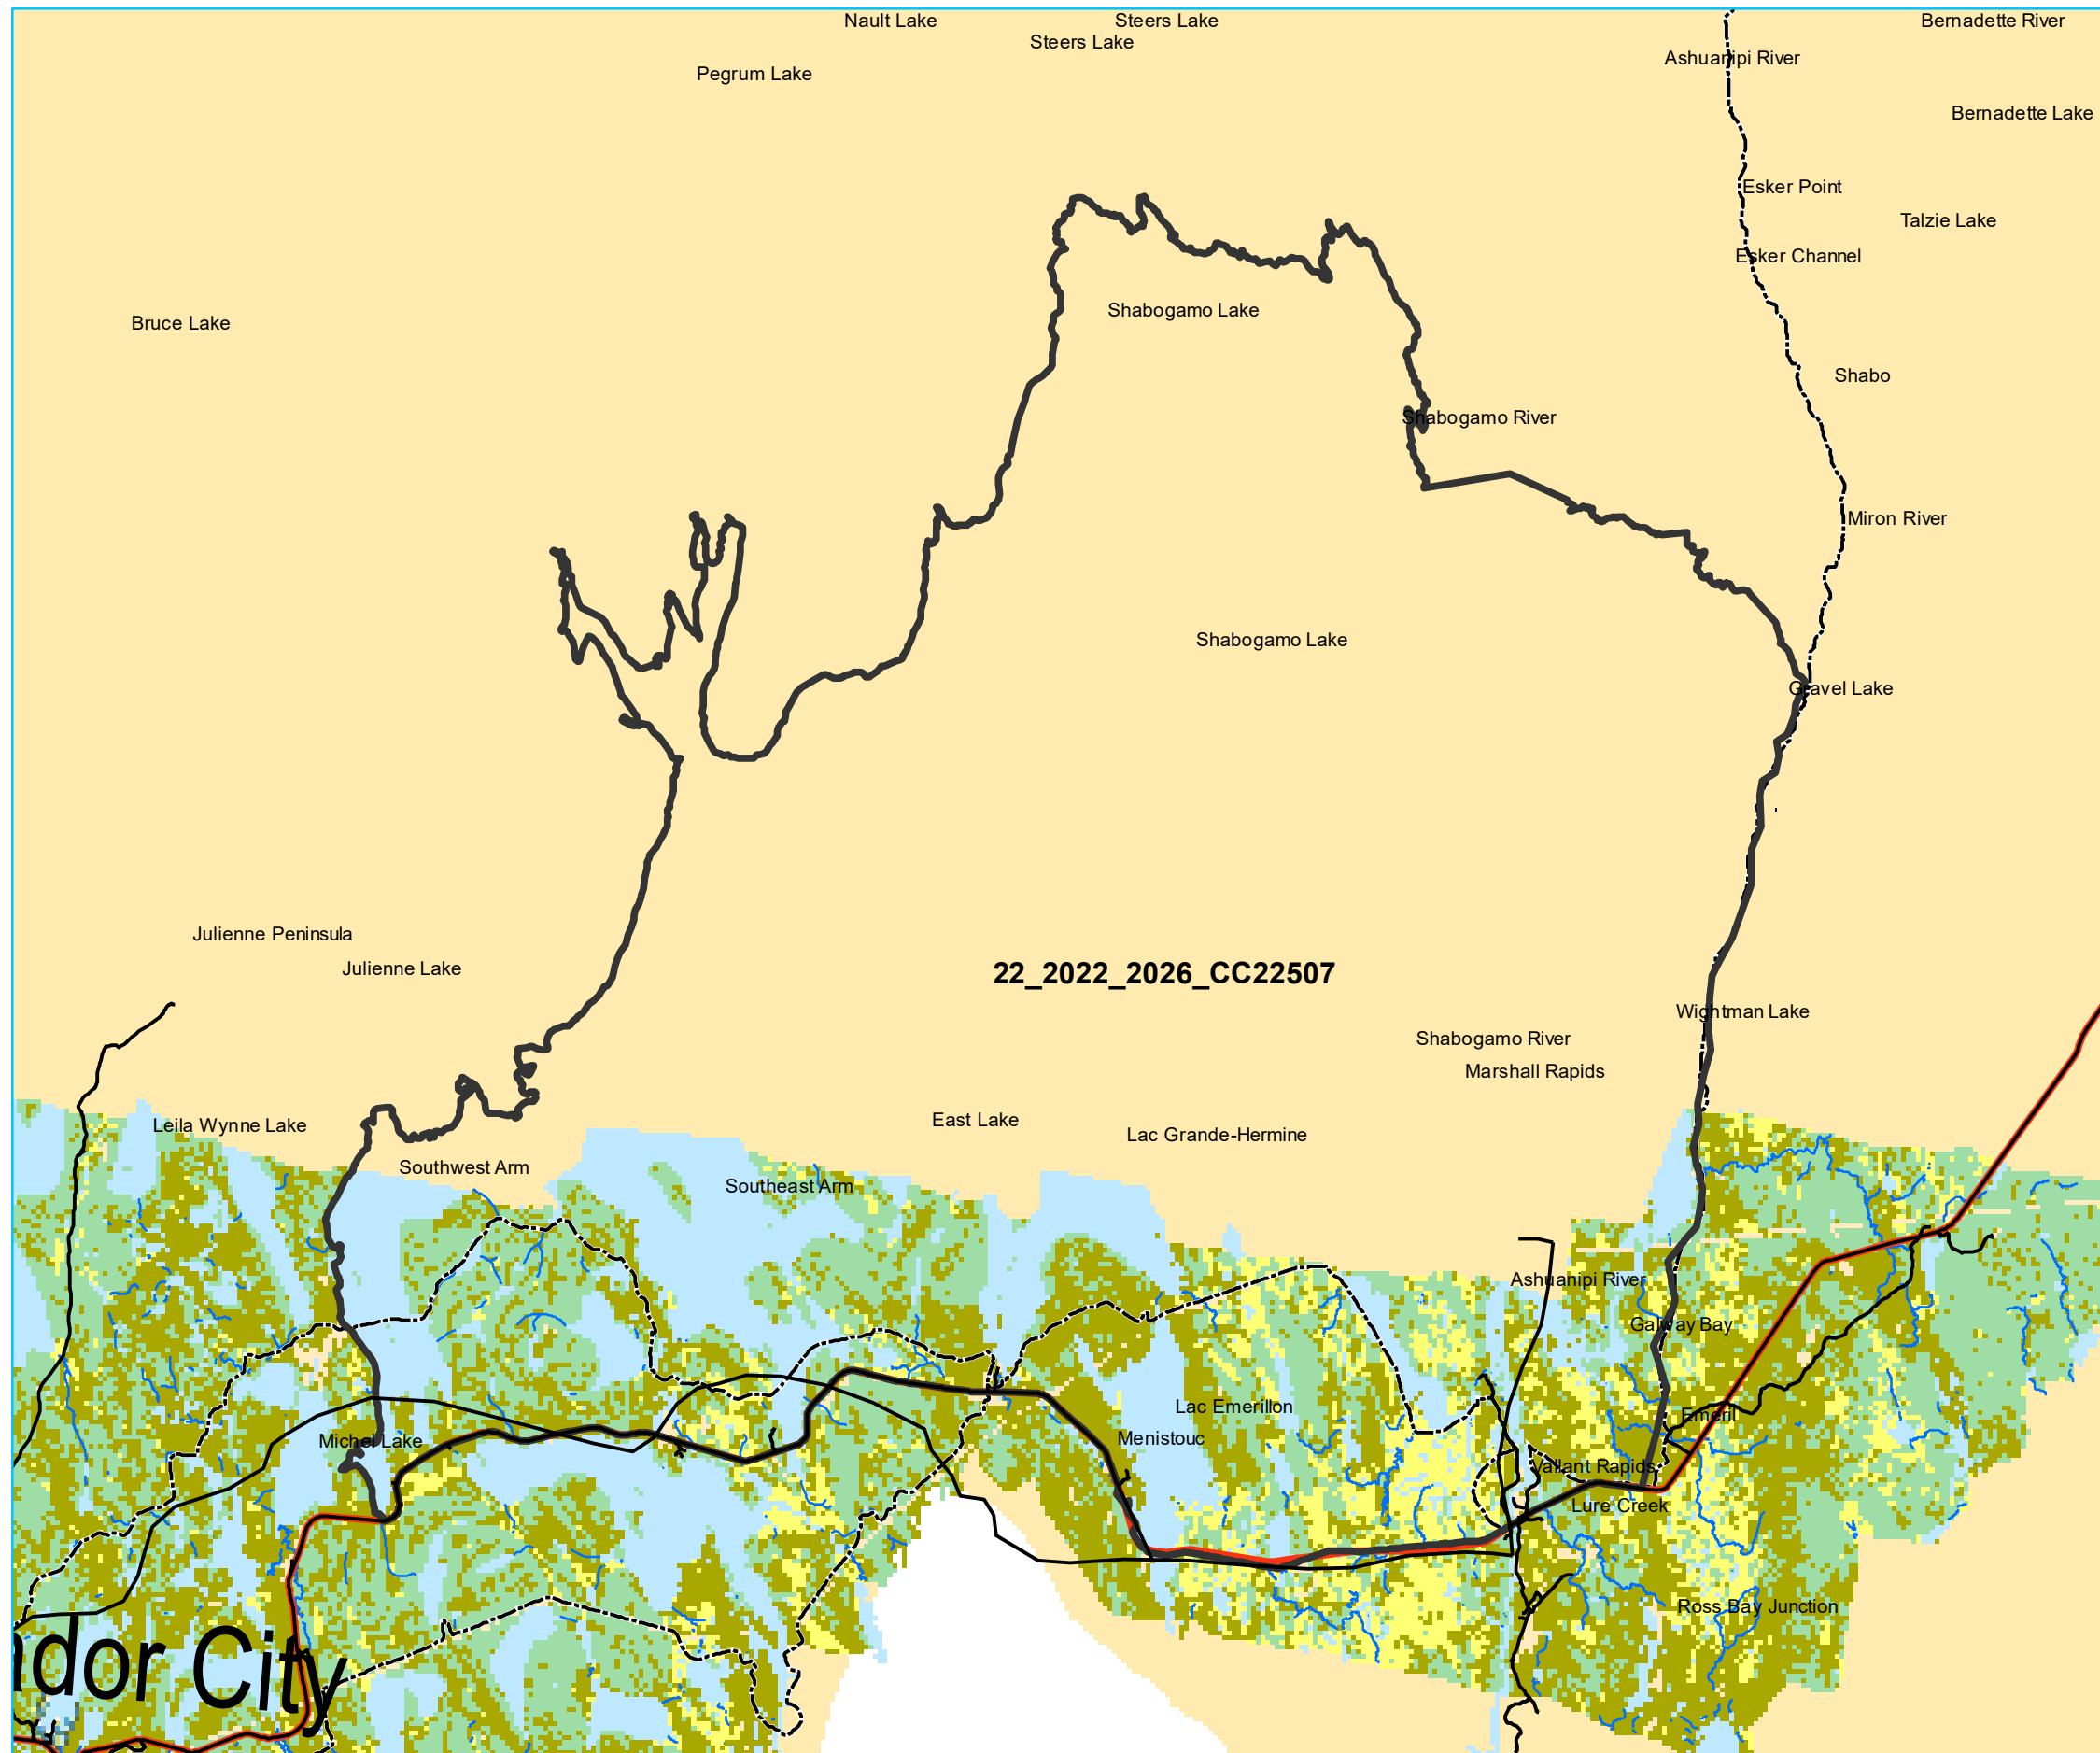 Nault Lake
Steers Lake
Bernadette River
Steers Lake
Ashuanipi River
Pegrum Lake
Bernadette Lake
Esker Point
Talzie Lake
Esker Channel
Shabogamo Lake
Bruce Lake
Shabo
Shabogamo River
Miron River
Shabogamo Lake
Gravel Lake
Julienne Peninsula
Julienne Lake
22_2022_2026_CC22507
Wightman Lake
Shabogamo River
Marshall Rapids
East Lake
Leila Wynne Lake
Lac Grande-Hermine
Southwest Arm
Southeast Arm
Ashuanipi River
Galway Bay
Lac Emerillon
Emeril
Menistouc
Michel Lake
Vallant Rapids
Lure Creek
Ross Bay Junction
ador City